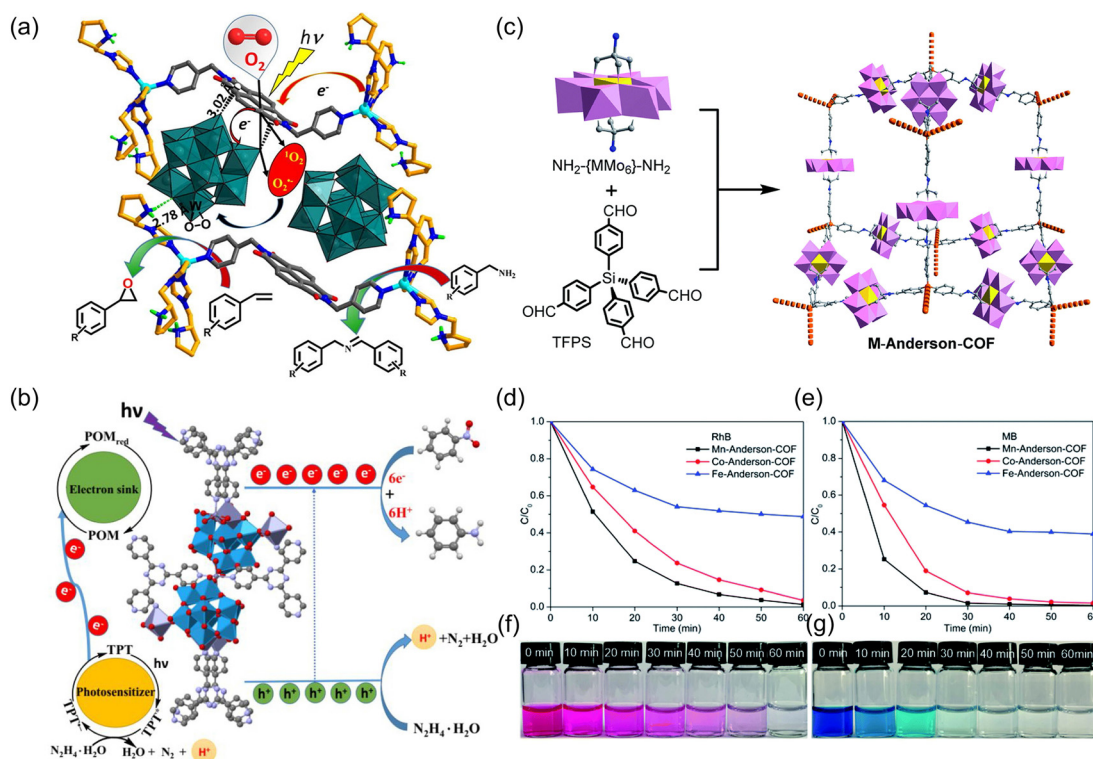 (a)
O₂
hν
e⁻
3.02
e⁻
¹O₂
O₂•⁻
2.78 Å
W
O–O
O
R
R
NH₂
R
N
R
R
(b)
hν
POMred
Electron sink
POM
e⁻
e⁻
e⁻
TPT
hν
Photosensitizer
TPT⁻
TPT
N₂H₄·H₂O
H₂O + N₂ + H⁺
e⁻ e⁻ e⁻ e⁻ e⁻
6e⁻
+
6H⁺
H⁺ +N₂+H₂O
h⁺ h⁺ h⁺ h⁺ h⁺
N₂H₄·H₂O
(c)
NH₂-{MMo₆}-NH₂
+
CHO
Si
CHO
OHC
CHO
TFPS
M-Anderson-COF
(d)
RhB
Mn-Anderson-COF
Co-Anderson-COF
Fe-Anderson-COF
C/C₀
1.0
0.8
0.6
0.4
0.2
0.0
0 10 20 30 40 50 60
Time (min)
(e)
MB
Mn-Anderson-COF
Co-Anderson-COF
Fe-Anderson-COF
C/C₀
1.0
0.8
0.6
0.4
0.2
0.0
0 10 20 30 40 50 60
Time (min)
(f)
0 min 10 min 20 min 30 min 40 min 50 min 60 min
(g)
0 min 10 min 20 min 30 min 40 min 50 min 60min